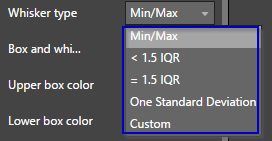 Whisker type Min/Max
Min/Max
Box and whi... < 1.5 IQR
= 1.5 IQR
Upper box color One Standard Deviation
Lower box color Custom